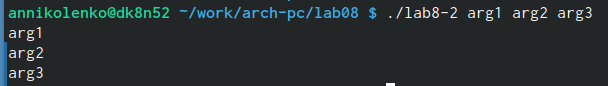 annikolenko@dk8n52 ~/work/arch-pc/lab08 $ ./lab8-2 arg1 arg2 arg3
arg1
arg2
arg3